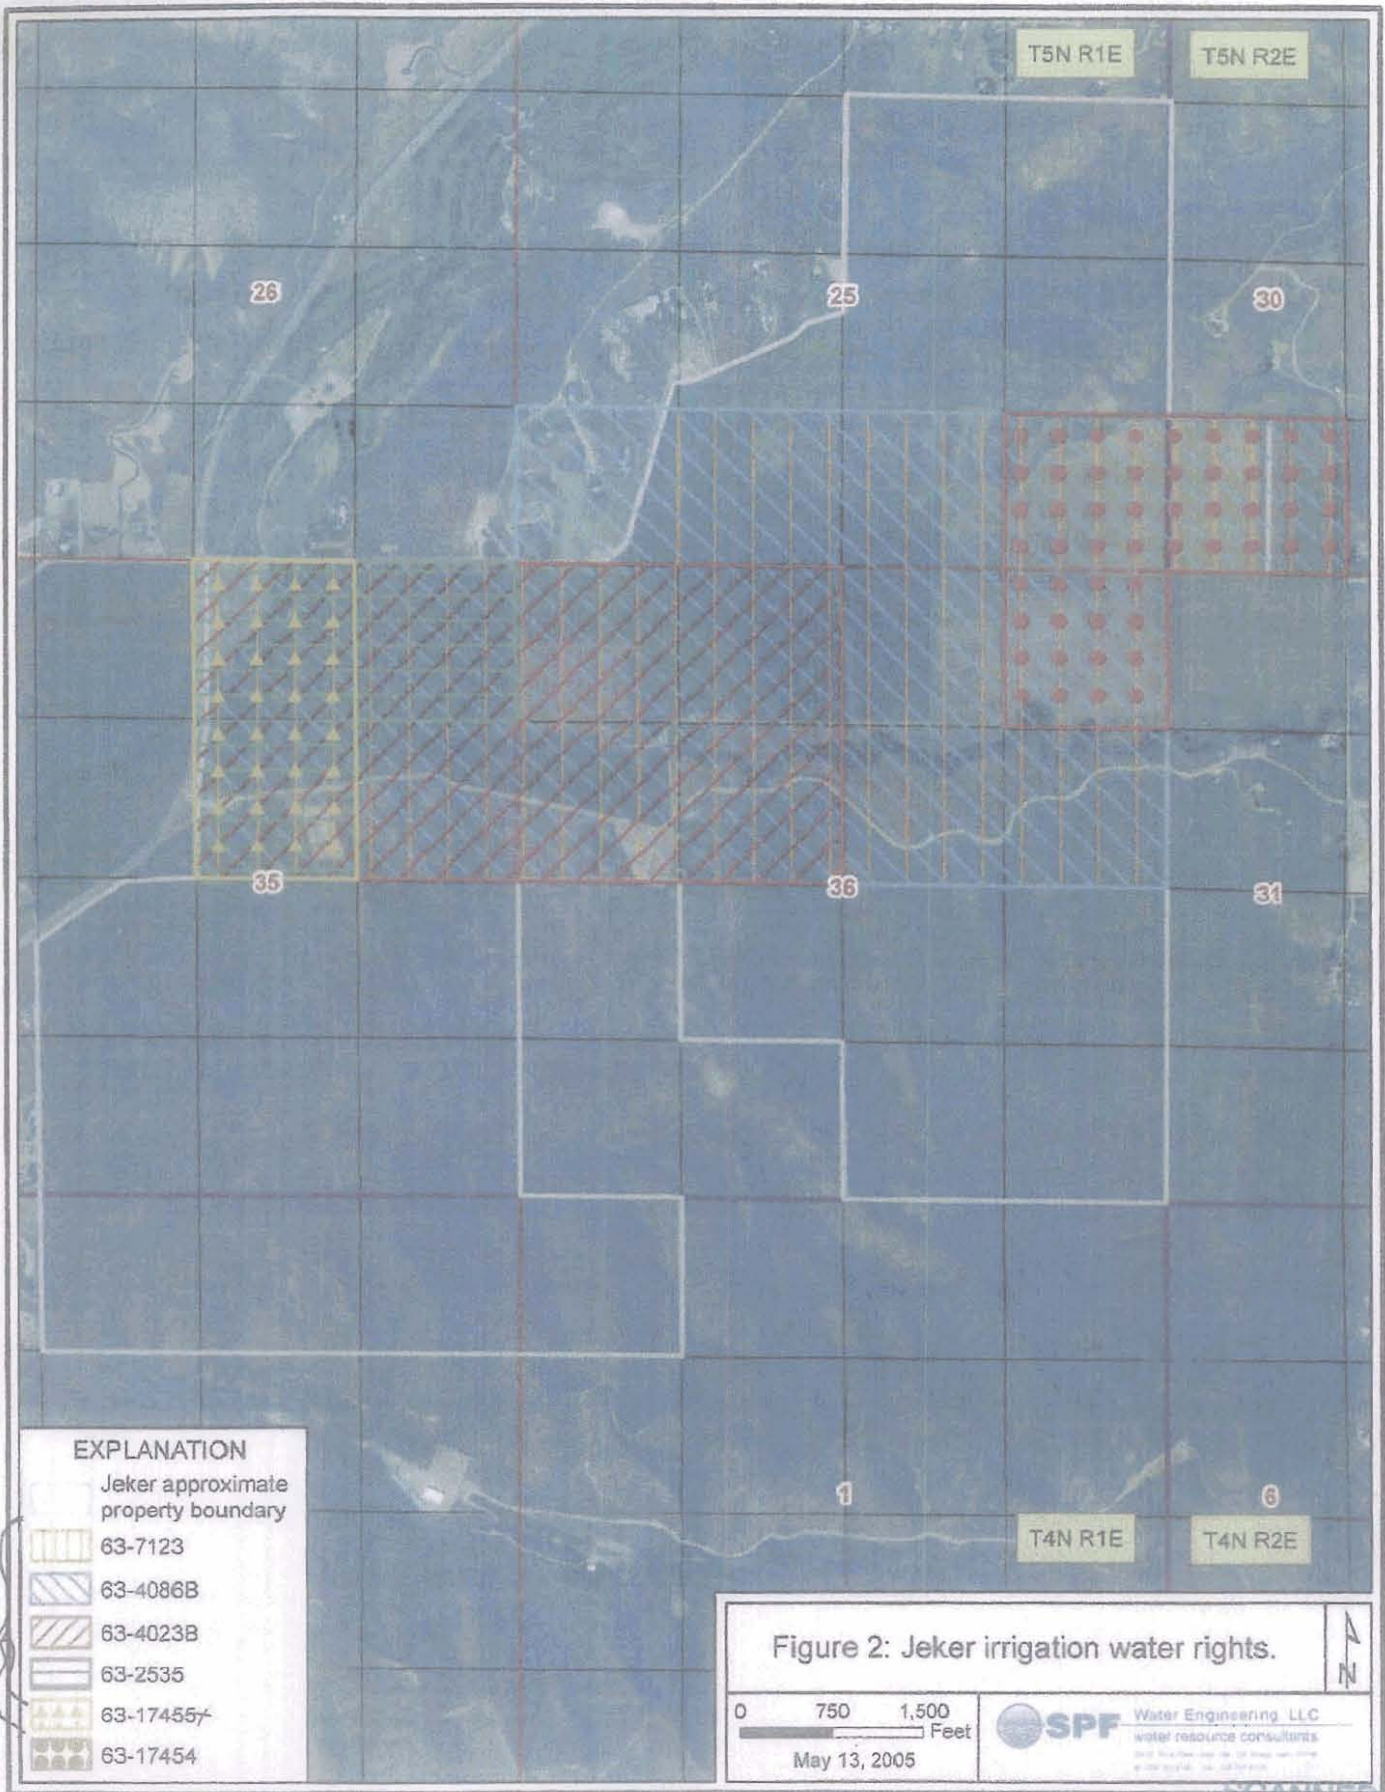 T5N R1E
T5N R2E
26
25
30
35
36
31
1
6
T4N R1E
T4N R2E
EXPLANATION
Jeker approximate
property boundary
63-7123
63-4086B
63-4023B
63-2535
63-17455
63-17454
Figure 2: Jeker irrigation water rights.
N
0 750 1,500
Feet
May 13, 2005
SPF
Water Engineering, LLC
water resource consultants